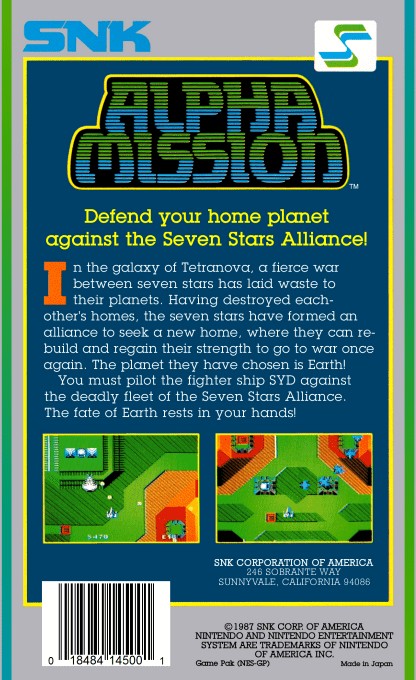 SNK
S
ALPHA
MISSION
TM
Defend your home planet
against the Seven Stars Alliance!
In the galaxy of Tetranova, a fierce war
between seven stars has laid waste to
their planets. Having destroyed each-
other's homes, the seven stars have formed an
alliance to seek a new home, where they can re-
build and regain their strength to go to war once
again. The planet they have chosen is Earth!
You must pilot the fighter ship SYD against
the deadly fleet of the Seven Stars Alliance.
The fate of Earth rests in your hands!
5470
SNK CORPORATION OF AMERICA
246 SOBRANTE WAY
SUNNYVALE, CALIFORNIA 94086
0 18484 14500 1
©1987 SNK CORP. OF AMERICA
NINTENDO AND NINTENDO ENTERTAINMENT
SYSTEM ARE TRADEMARKS OF NINTENDO
OF AMERICA INC.
Game Pak (NES-GP)
Made in Japan